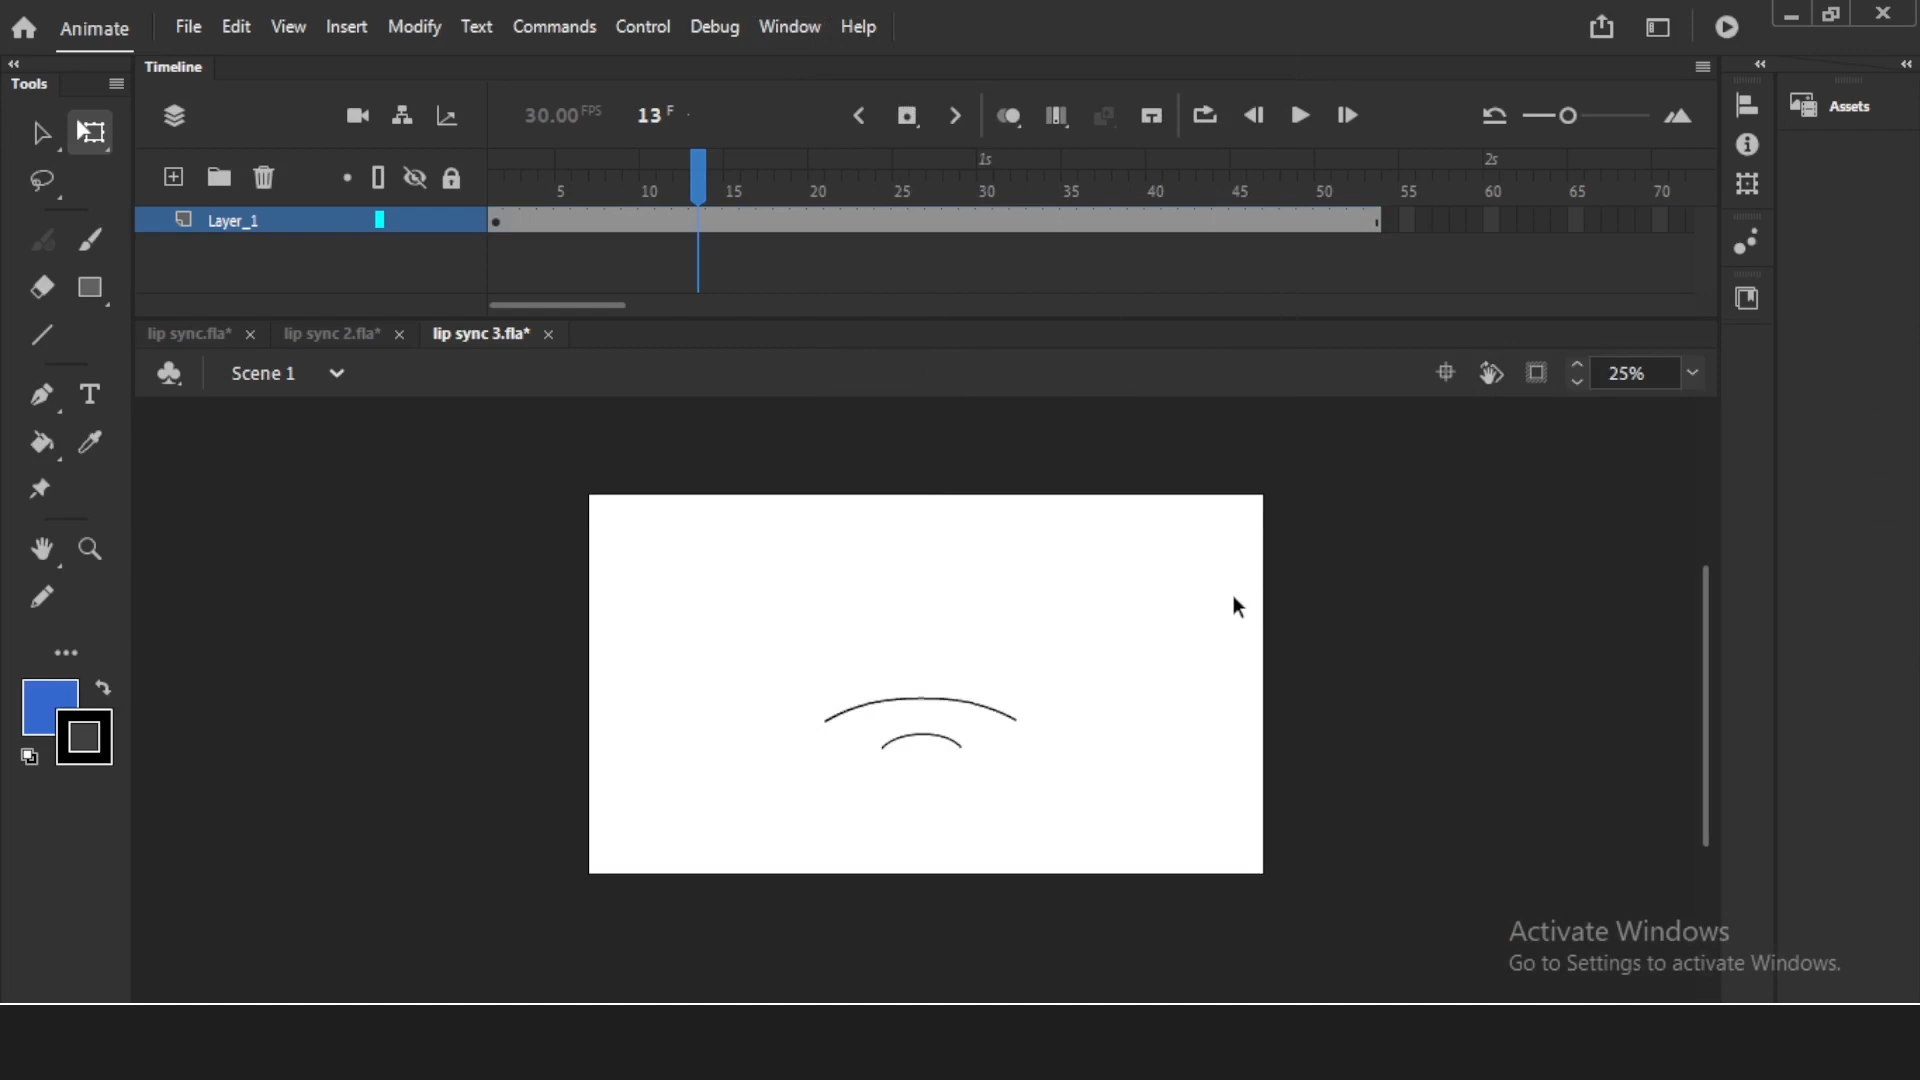 Animate File Edit View Insert Modify Text Commands Control Debug Window Help
Tools
Timeline
30.00 FPS 13 F
Assets
1s 2s
5 10 15 20 25 30 35 40 45 50 55 60 65 70
Layer_1
lip sync.fla* lip sync 2.fla* lip sync 3.fla*
Scene 1
25%
T
Activate Windows
Go to Settings to activate Windows.